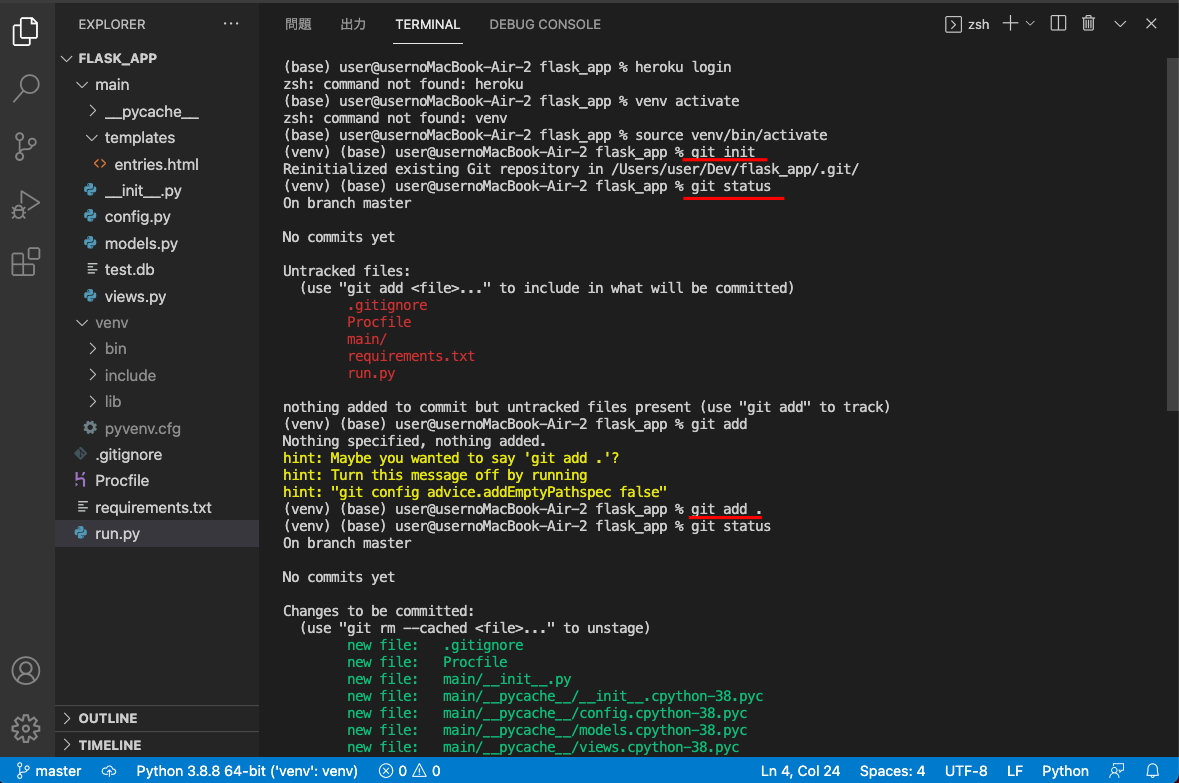 EXPLORER
FLASK_APP
main
__pycache__
templates
entries.html
__init__.py
config.py
models.py
test.db
views.py
venv
bin
include
lib
pyvenv.cfg
.gitignore
Procfile
requirements.txt
run.py
OUTLINE
TIMELINE
問題 出力 TERMINAL DEBUG CONSOLE zsh
(base) user@usernoMacBook-Air-2 flask_app % heroku login
zsh: command not found: heroku
(base) user@usernoMacBook-Air-2 flask_app % venv activate
zsh: command not found: venv
(base) user@usernoMacBook-Air-2 flask_app % source venv/bin/activate
(venv) (base) user@usernoMacBook-Air-2 flask_app % git init
Reinitialized existing Git repository in /Users/user/Dev/flask_app/.git/
(venv) (base) user@usernoMacBook-Air-2 flask_app % git status
On branch master
No commits yet
Untracked files:
(use "git add <file>..." to include in what will be committed)
.gitignore
Procfile
main/
requirements.txt
run.py
nothing added to commit but untracked files present (use "git add" to track)
(venv) (base) user@usernoMacBook-Air-2 flask_app % git add
Nothing specified, nothing added.
hint: Maybe you wanted to say 'git add .'?
hint: Turn this message off by running
hint: "git config advice.addEmptyPathspec false"
(venv) (base) user@usernoMacBook-Air-2 flask_app % git add .
(venv) (base) user@usernoMacBook-Air-2 flask_app % git status
On branch master
No commits yet
Changes to be committed:
(use "git rm --cached <file>..." to unstage)
new file: .gitignore
new file: Procfile
new file: main/__init__.py
new file: main/__pycache__/__init__.cpython-38.pyc
new file: main/__pycache__/config.cpython-38.pyc
new file: main/__pycache__/models.cpython-38.pyc
new file: main/__pycache__/views.cpython-38.pyc
master Python 3.8.8 64-bit ('venv': venv) 0 0 Ln 4, Col 24 Spaces: 4 UTF-8 LF Python